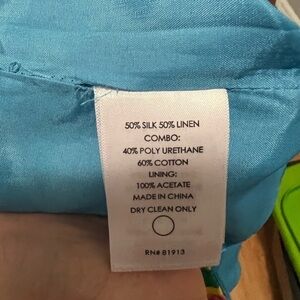 50% SILK 50% LINEN
COMBO:
40% POLY URETHANE
60% COTTON
LINING:
100% ACETATE
MADE IN CHINA
DRY CLEAN ONLY
RN# 81913